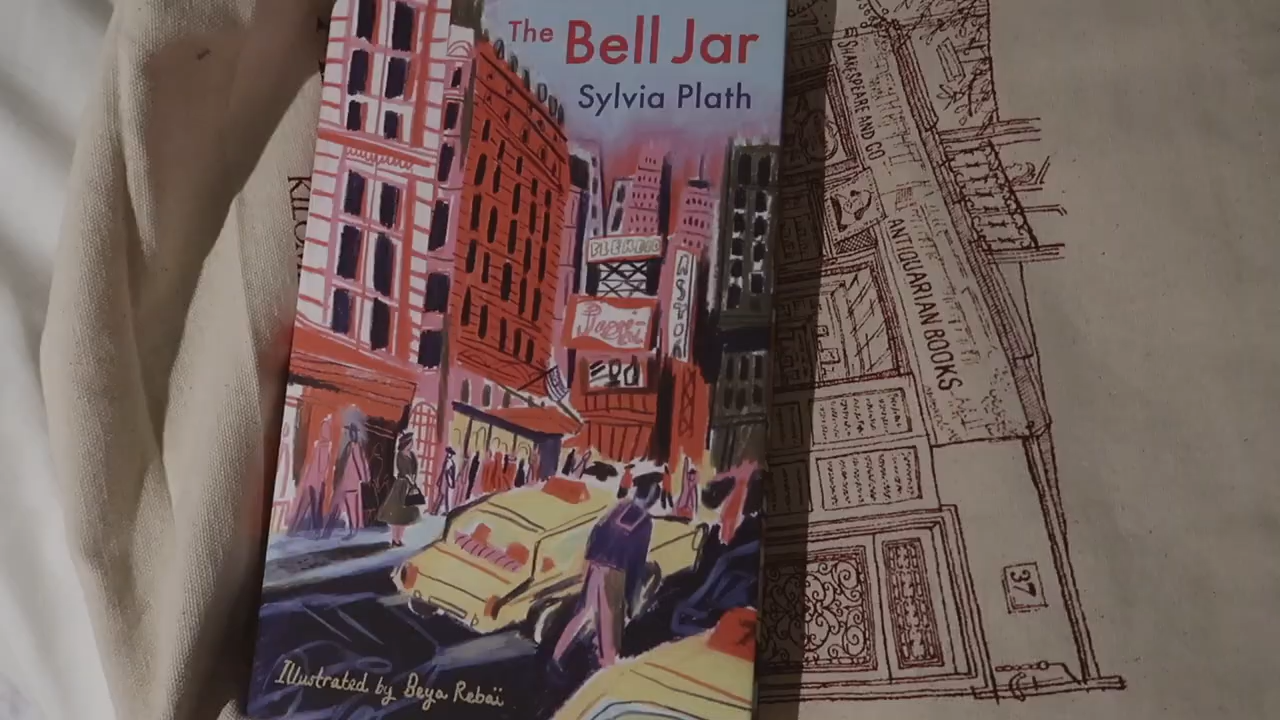 The Bell Jar
Sylvia Plath
ASTOR
Illustrated by Beya Rebaï
SHAKESPEARE AND CO
ANTIQUARIAN BOOKS
37